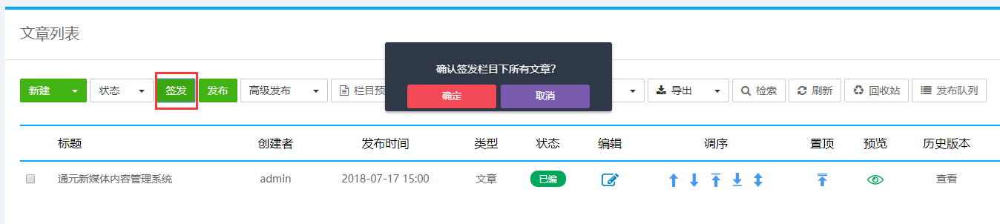 文章列表
确认签发栏目下所有文章?
确定 取消
新建 状态 签发 发布 高级发布 栏目预 导出 检索 刷新 回收站 发布队列
标题 创建者 发布时间 类型 状态 编辑 调序 置顶 预览 历史版本
通元新媒体内容管理系统 admin 2018-07-17 15:00 文章 已编 查看